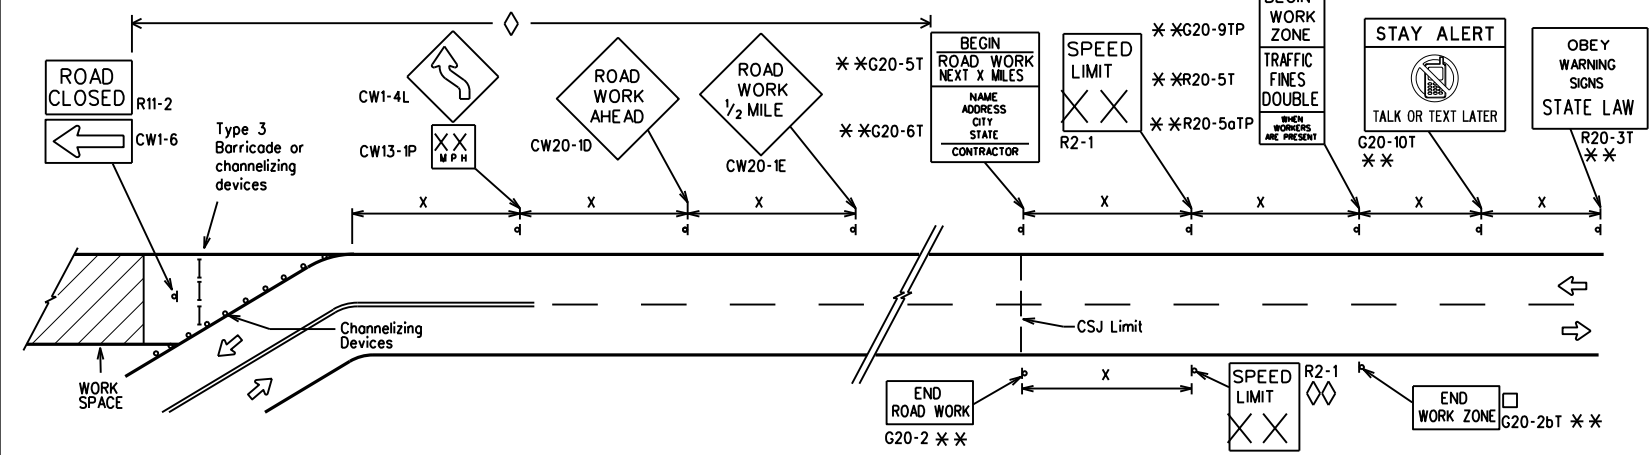 ROAD
CLOSED
R11-2
CW1-6
Type 3
Barricade or
channelizing
devices
CW1-4L
CW13-1P
X X
MPH
ROAD
WORK
AHEAD
CW20-1D
ROAD
WORK
1/2 MILE
CW20-1E
* *G20-5T
* *G20-6T
BEGIN
ROAD WORK
NEXT X MILES
NAME
ADDRESS
CITY
STATE
CONTRACTOR
SPEED
LIMIT
X X
R2-1
* *G20-9TP
* *R20-5T
* *R20-5aTP
BEGIN
WORK
ZONE
TRAFFIC
FINES
DOUBLE
WHEN
WORKERS
ARE PRESENT
STAY ALERT
TALK OR TEXT LATER
G20-10T
* *
OBEY
WARNING
SIGNS
STATE LAW
R20-3T
* *
X
X
X
X
X
X
X
Channelizing
Devices
CSJ Limit
WORK
SPACE
END
ROAD WORK
G20-2 * *
X
SPEED
LIMIT
X X
R2-1
END
WORK ZONE
G20-2bT * *